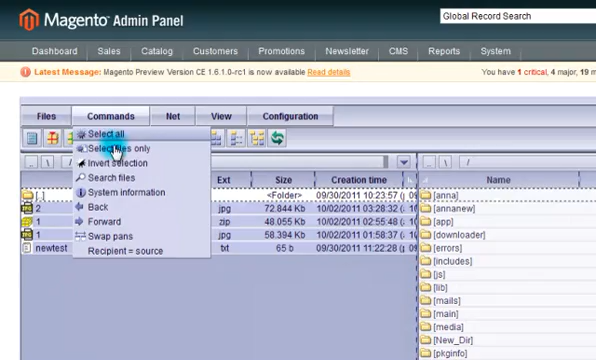 Magento Admin Panel
Global Record Search
Dashboard Sales Catalog Customers Promotions Newsletter CMS Reports System
Latest Message: Magento Preview Version CE 1.6.1.0-rc1 is now available Read details
You have 1 critical, 4 major, 19 m
Files Commands Net View Configuration
Select all
Select files only
Invert selection
Search files
System information
Back
Forward
Swap pans
Recipient = source
_ \ /
_ \ /
Ext Size Creation time
Name
[..] <Folder> 09/30/2011 10:23:57
2 jpg 72.844 Kb 10/02/2011 03:28:32
1 zip 48.055 Kb 10/02/2011 02:55:48
1 jpg 58.394 Kb 10/02/2011 01:58:37
newtest txt 65 b 09/30/2011 11:22:28
[anna]
[annanew]
[app]
[downloader]
[errors]
[includes]
[js]
[lib]
[mails]
[main]
[media]
[New_Dir]
[pkginfo]